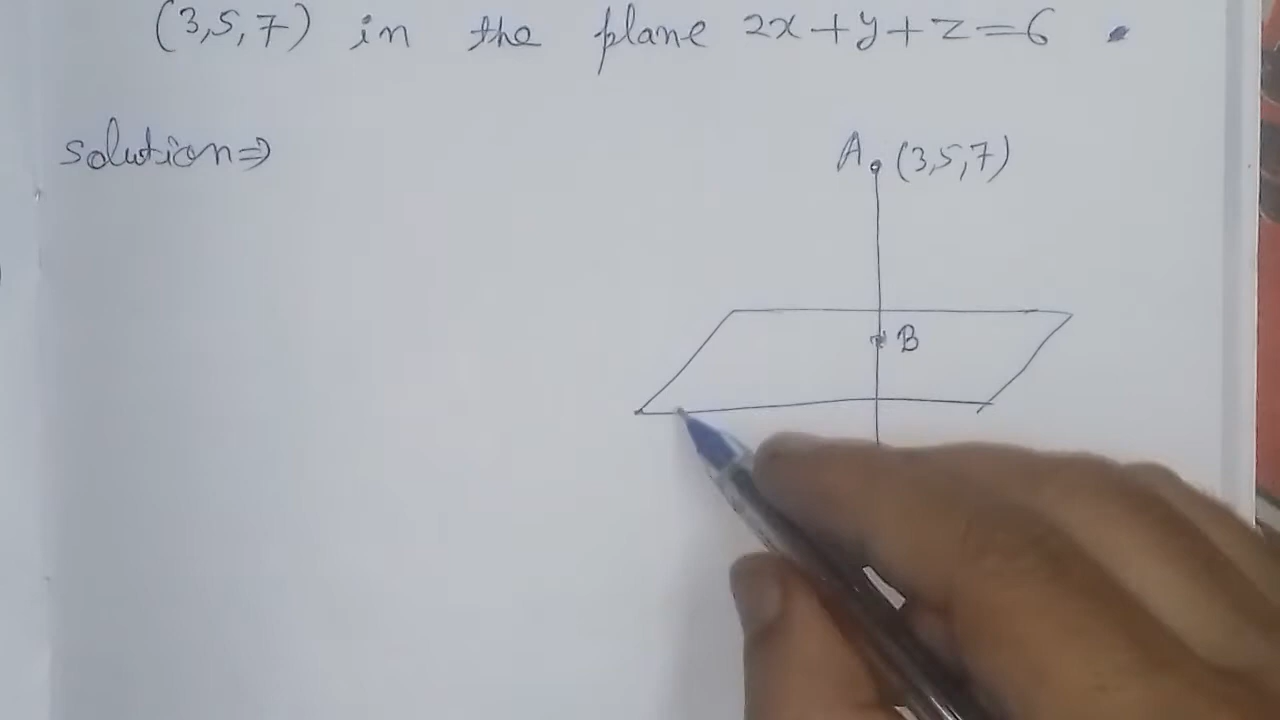 (3,5,7) in the plane 2x+y+z=6 .
solution⇒
A (3,5,7)
B